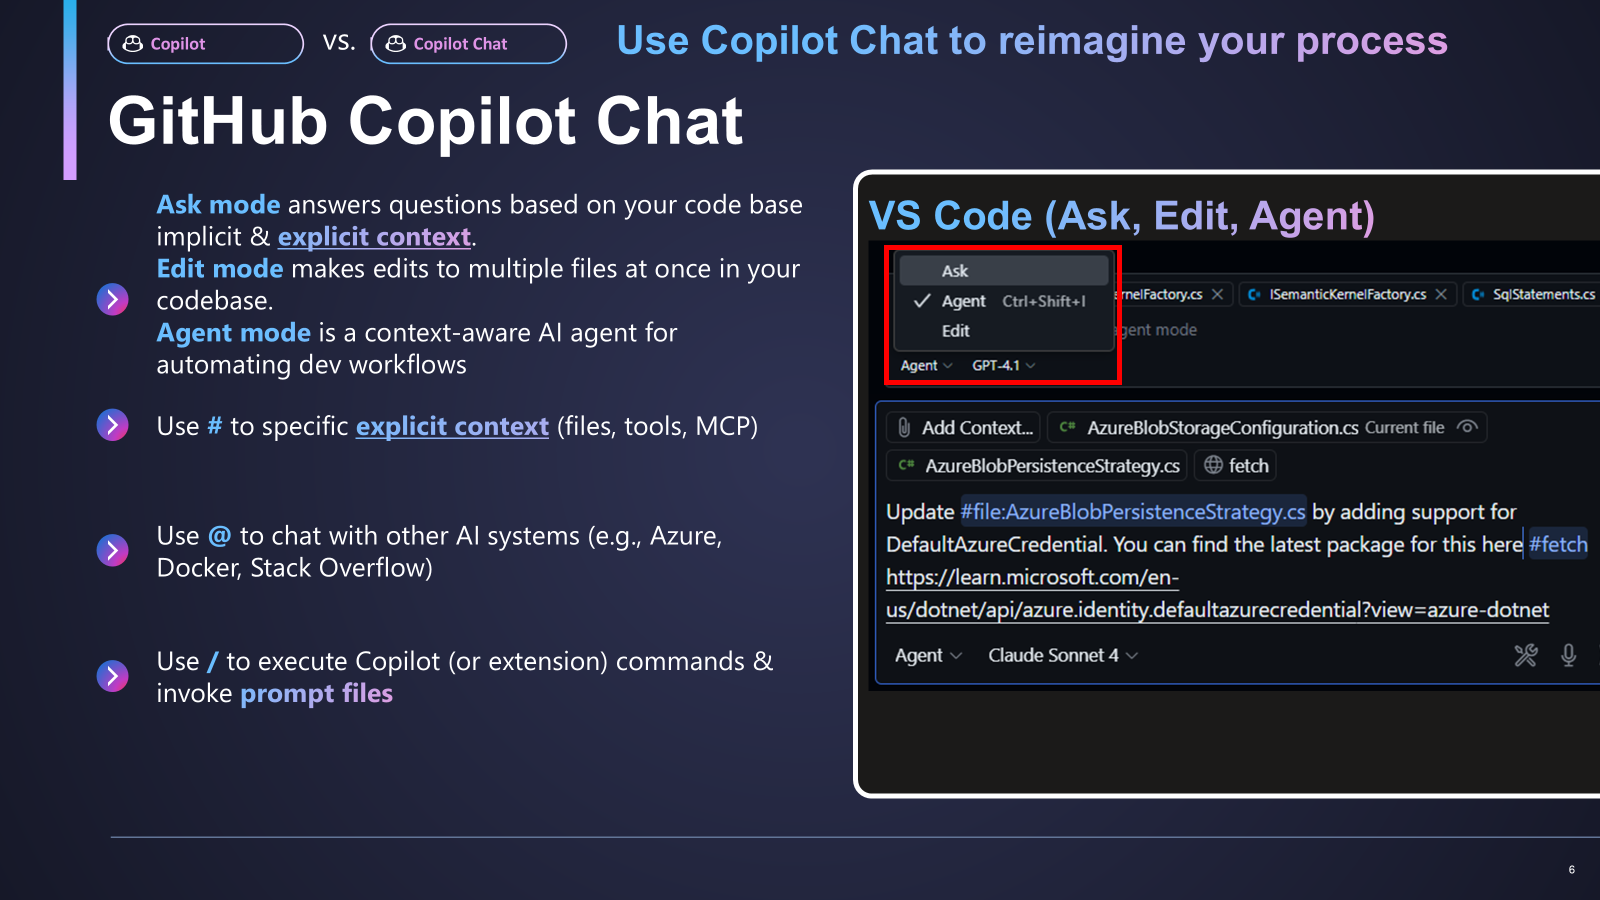 Copilot
vs.
Copilot Chat
Use Copilot Chat to reimagine your process
GitHub Copilot Chat
Ask mode answers questions based on your code base
implicit & explicit context.
Edit mode makes edits to multiple files at once in your
codebase.
Agent mode is a context-aware AI agent for
automating dev workflows
Use # to specific explicit context (files, tools, MCP)
Use @ to chat with other AI systems (e.g., Azure,
Docker, Stack Overflow)
Use / to execute Copilot (or extension) commands &
invoke prompt files
VS Code (Ask, Edit, Agent)
Ask
Agent Ctrl+Shift+I
Edit
Agent GPT-4.1
ISemanticKernelFactory.cs
SqlStatements.cs
agent mode
Add Context...
C# AzureBlobStorageConfiguration.cs Current file
C# AzureBlobPersistenceStrategy.cs
fetch
Update #file:AzureBlobPersistenceStrategy.cs by adding support for
DefaultAzureCredential. You can find the latest package for this here #fetch
https://learn.microsoft.com/en-
us/dotnet/api/azure.identity.defaultazurecredential?view=azure-dotnet
Agent Claude Sonnet 4
6